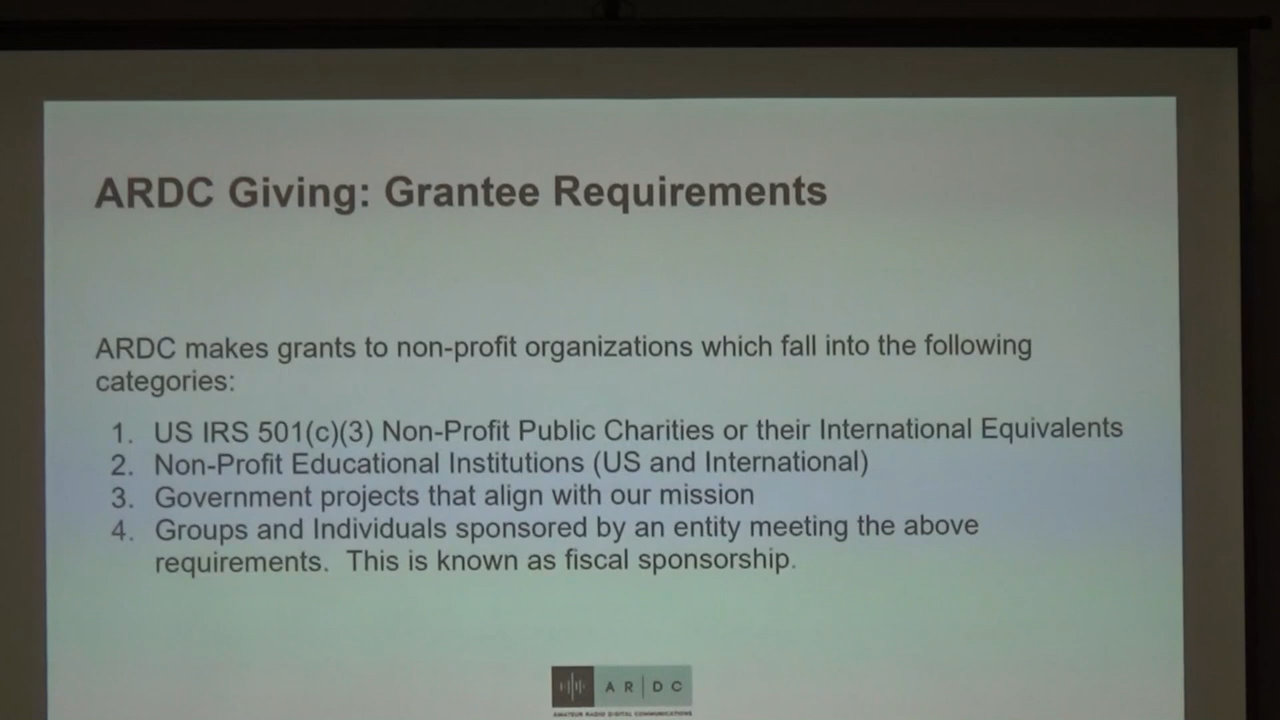 ARDC Giving: Grantee Requirements
ARDC makes grants to non-profit organizations which fall into the following
categories:
1. US IRS 501(c)(3) Non-Profit Public Charities or their International Equivalents
2. Non-Profit Educational Institutions (US and International)
3. Government projects that align with our mission
4. Groups and Individuals sponsored by an entity meeting the above
requirements. This is known as fiscal sponsorship.
AR|DC
AMATEUR RADIO DIGITAL COMMUNICATIONS